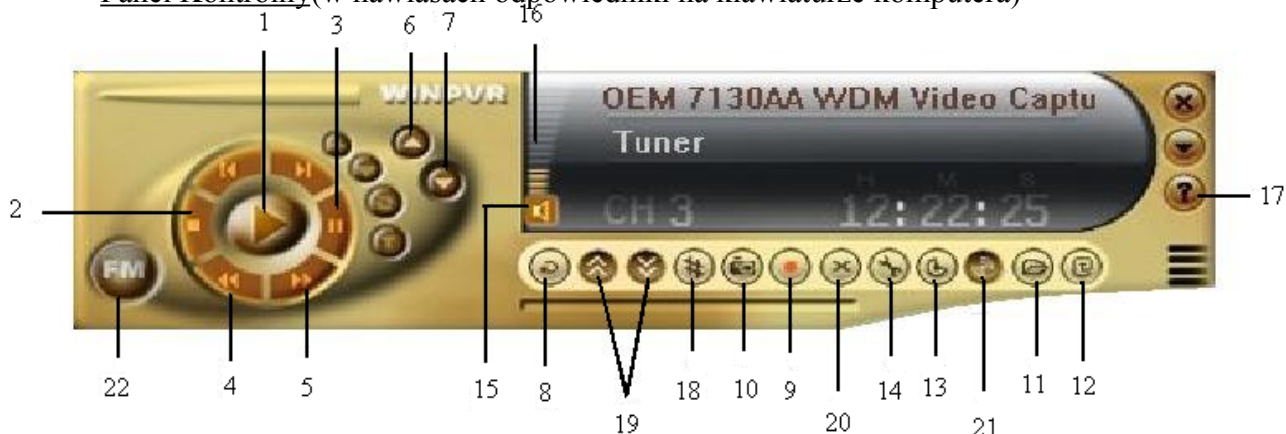 Panel Kontrolny(w nawiasach odpowiedniki na klawiaturze komputera)
1 3 6 7 16
WINPVR
OEM 7130AA WDM Video Captu
Tuner
H M S
CH 3 12:22:25
2
FM
?
17
22 4 5 15 8 19 18 10 9 20 14 13 21 11 12